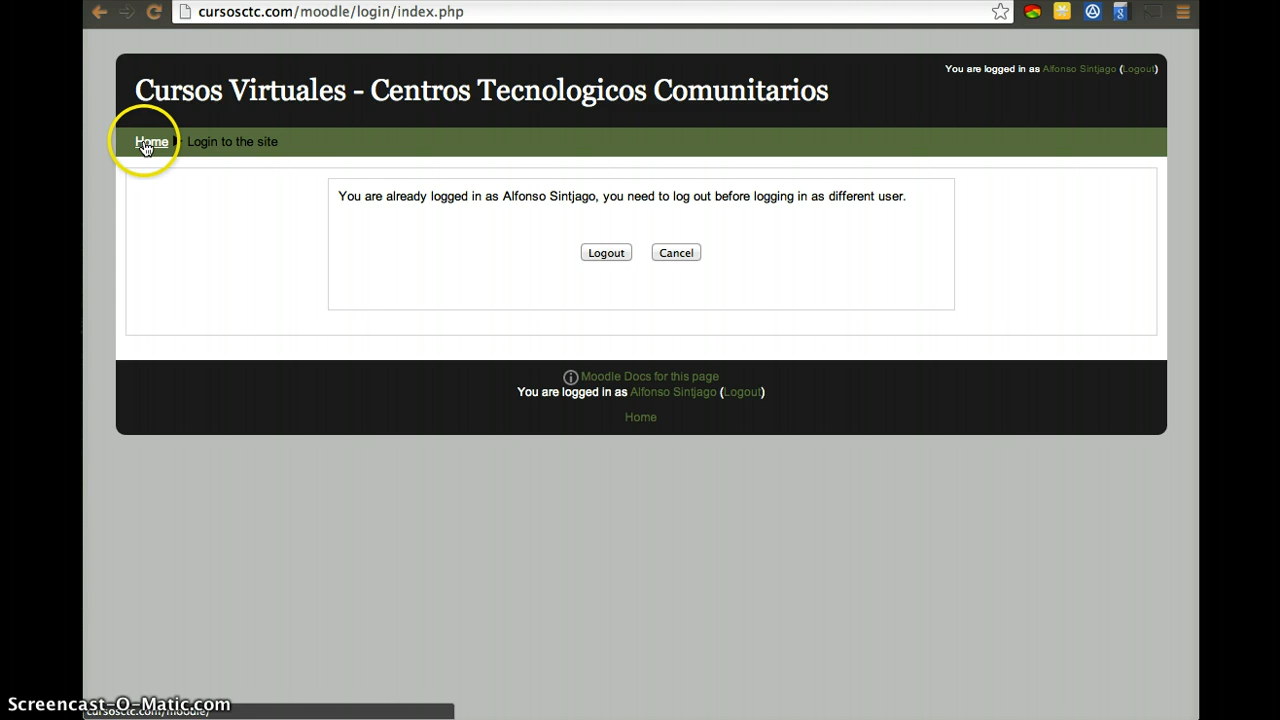 cursosctc.com/moodle/login/index.php
You are logged in as Alfonso Sintjago (Logout)
Cursos Virtuales - Centros Tecnologicos Comunitarios
Home Login to the site
You are already logged in as Alfonso Sintjago, you need to log out before logging in as different user.
Logout Cancel
Moodle Docs for this page
You are logged in as Alfonso Sintjago (Logout)
Home
Screencast-O-Matic.com
cursosctc.com/moodle/